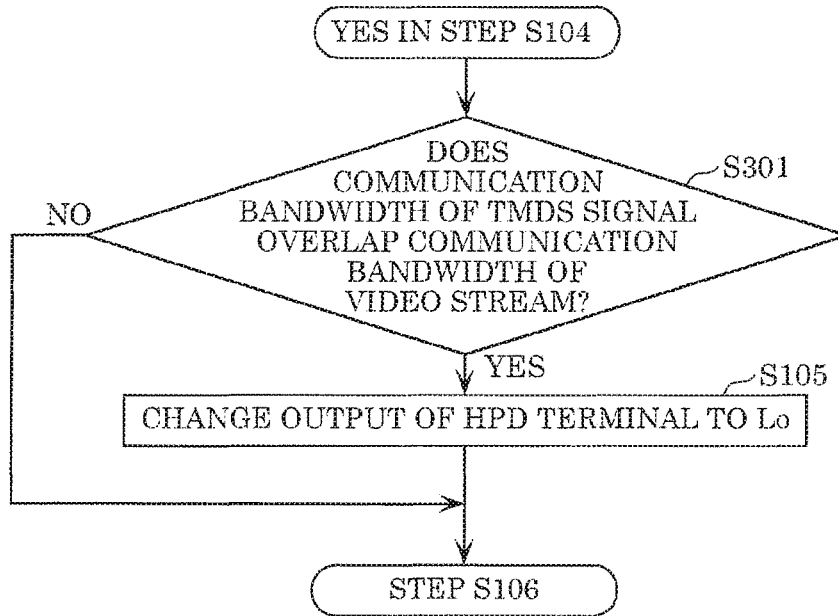 YES IN STEP S104
DOES
COMMUNICATION
BANDWIDTH OF TMDS SIGNAL
OVERLAP COMMUNICATION
BANDWIDTH OF
VIDEO STREAM?
S301
NO
YES
S105
CHANGE OUTPUT OF HPD TERMINAL TO Lo
STEP S106